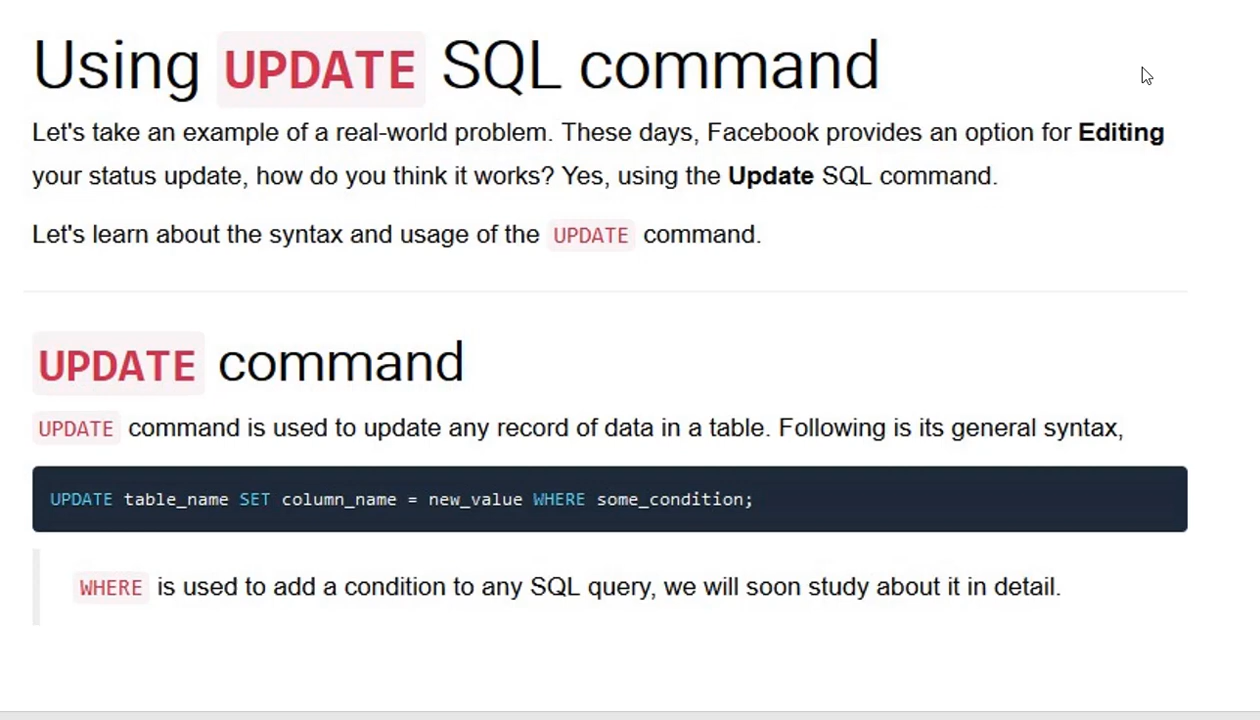 Using UPDATE SQL command
Let's take an example of a real-world problem. These days, Facebook provides an option for Editing
your status update, how do you think it works? Yes, using the Update SQL command.
Let's learn about the syntax and usage of the UPDATE command.
UPDATE command
UPDATE command is used to update any record of data in a table. Following is its general syntax,
UPDATE table_name SET column_name = new_value WHERE some_condition;
WHERE is used to add a condition to any SQL query, we will soon study about it in detail.